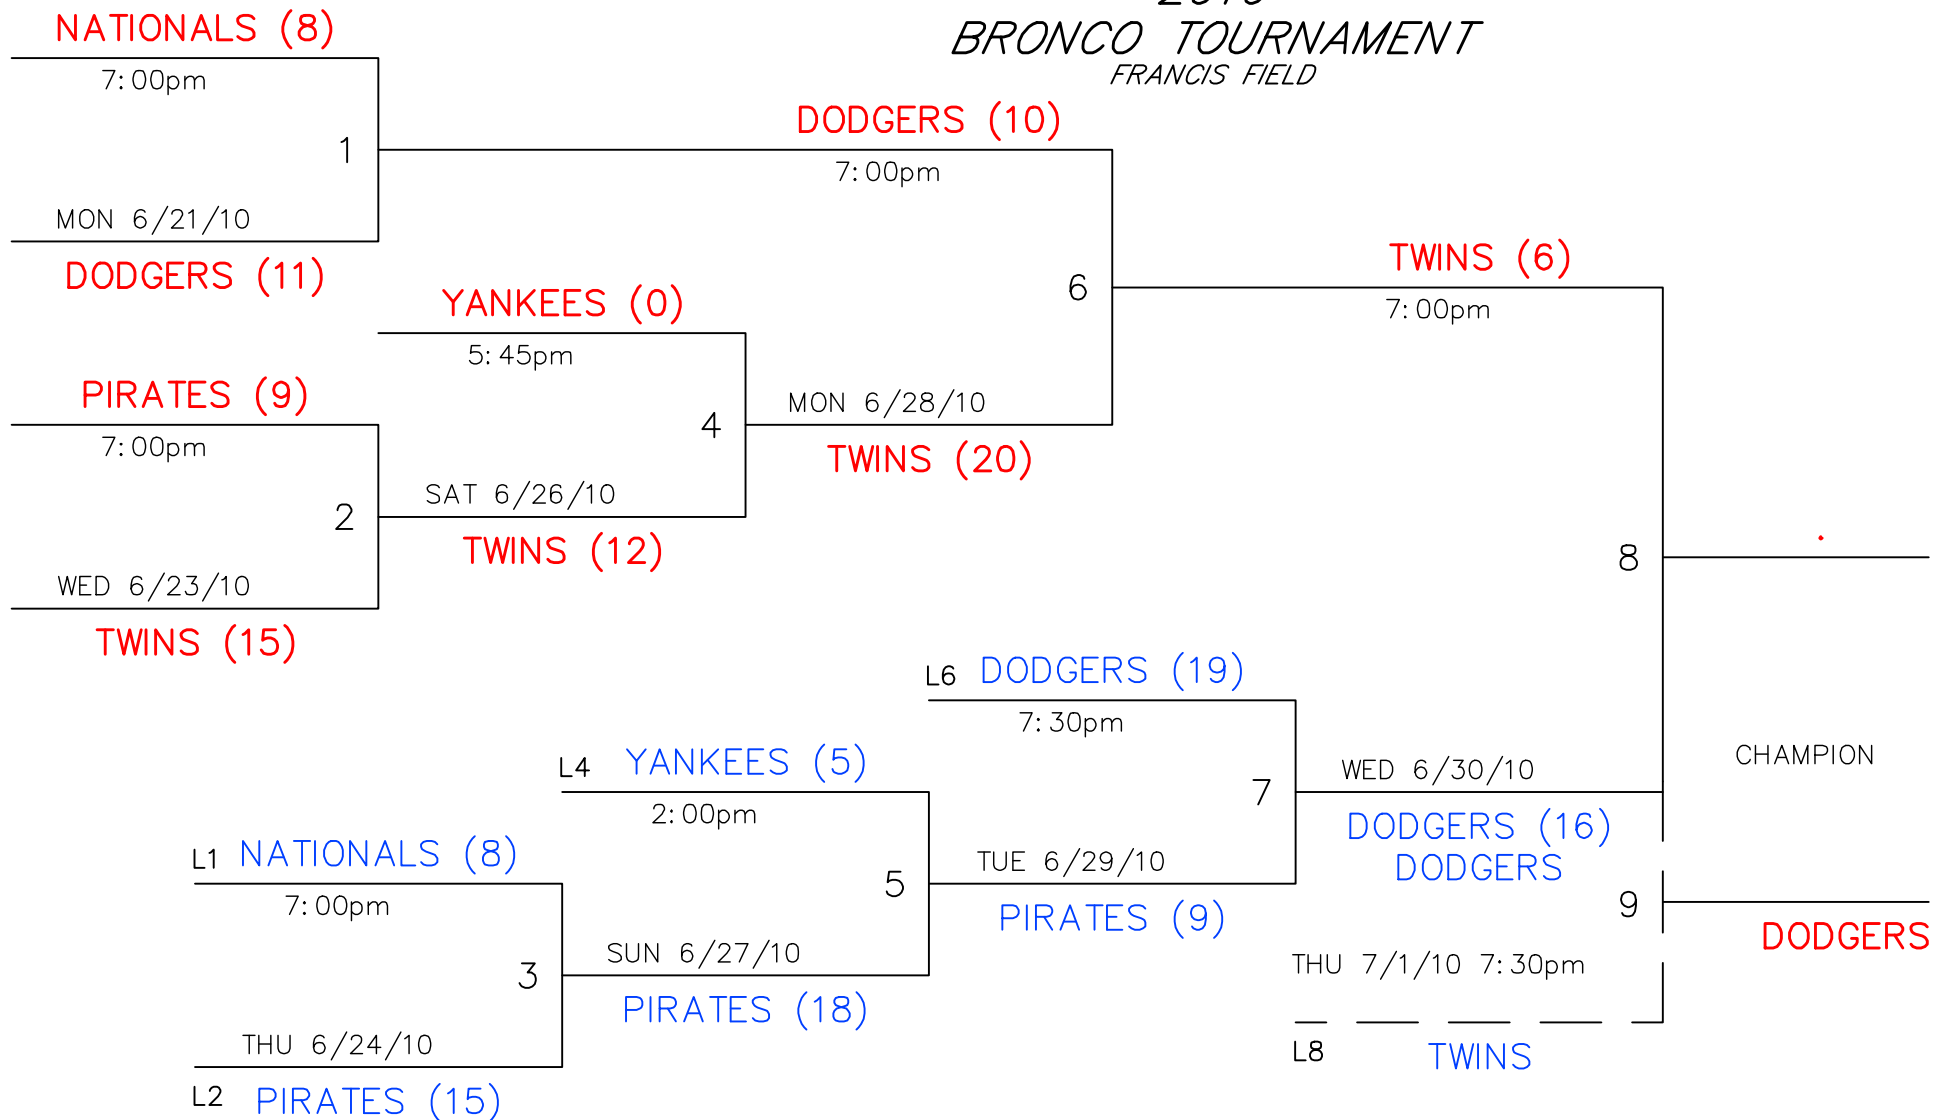 BRONCO TOURNAMENT
FRANCIS FIELD
NATIONALS (8)
7:00pm
1
MON 6/21/10
DODGERS (11)
DODGERS (10)
7:00pm
6
MON 6/28/10
TWINS (20)
YANKEES (0)
5:45pm
4
SAT 6/26/10
TWINS (12)
PIRATES (9)
7:00pm
2
WED 6/23/10
TWINS (15)
TWINS (6)
7:00pm
8
WED 6/30/10
DODGERS (16)
DODGERS
CHAMPION
L6 DODGERS (19)
7:30pm
7
TUE 6/29/10
PIRATES (9)
L4 YANKEES (5)
2:00pm
5
SUN 6/27/10
PIRATES (18)
L1 NATIONALS (8)
7:00pm
3
THU 6/24/10
L2 PIRATES (15)
9
DODGERS
THU 7/1/10 7:30pm
L8 TWINS